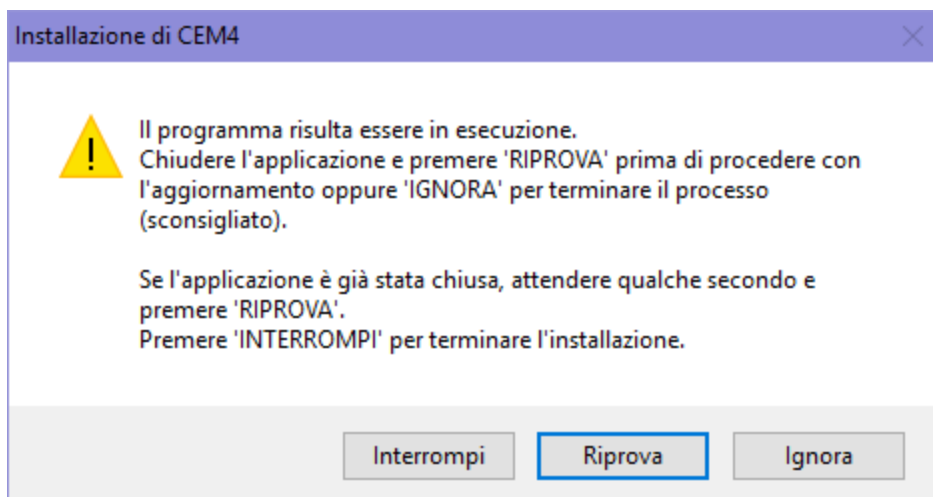 Installazione di CEM4
Il programma risulta essere in esecuzione.
Chiudere l'applicazione e premere 'RIPROVA' prima di procedere con
l'aggiornamento oppure 'IGNORA' per terminare il processo
(sconsigliato).
Se l'applicazione è già stata chiusa, attendere qualche secondo e
premere 'RIPROVA'.
Premere 'INTERROMPI' per terminare l'installazione.
Interrompi Riprova Ignora